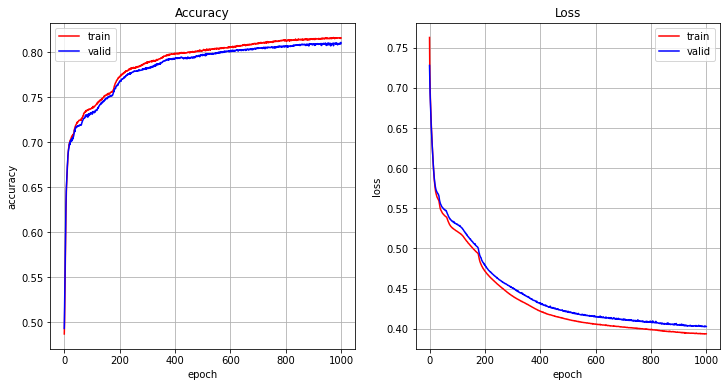 Accuracy
train
valid
0.80
0.75
0.70
0.65
0.60
0.55
0.50
accuracy
0 200 400 600 800 1000
epoch
Loss
train
valid
0.75
0.70
0.65
0.60
0.55
0.50
0.45
0.40
loss
0 200 400 600 800 1000
epoch